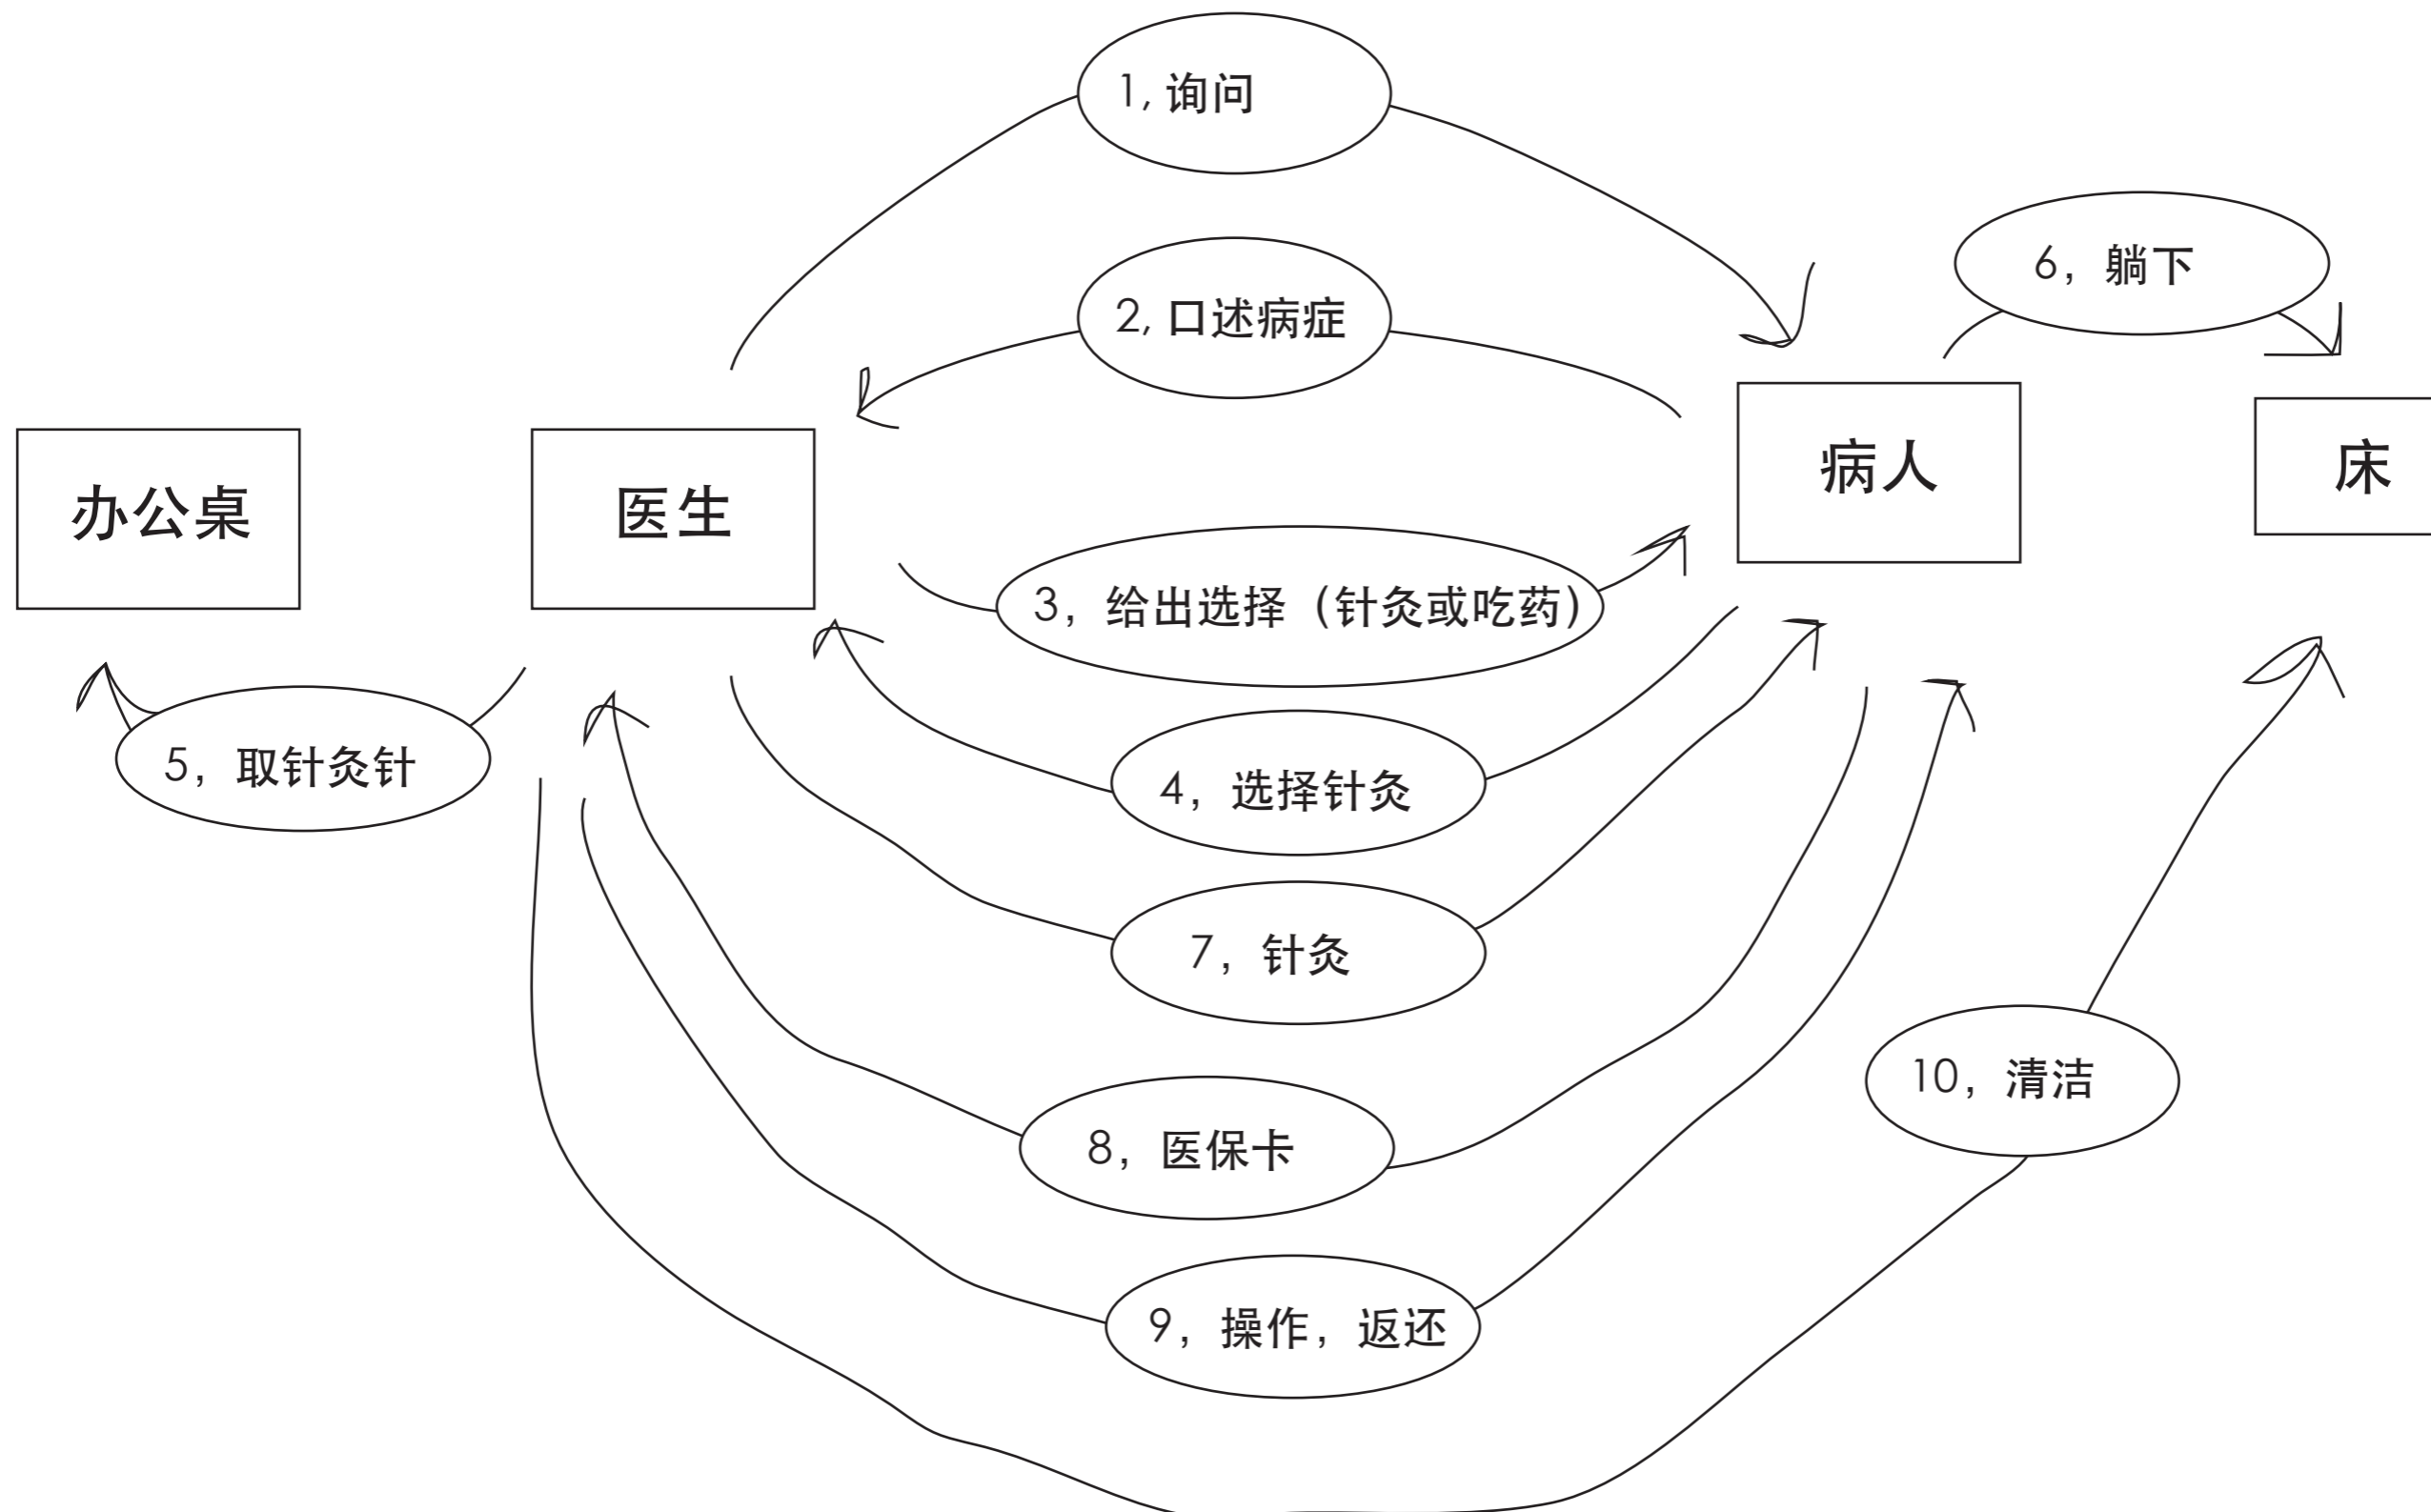 1, 询问
6, 躺下
2, 口述病症
病人
床
办公桌
医生
3, 给出选择（针灸或吃药）
5, 取针灸针
4, 选择针灸
7, 针灸
10, 清洁
8, 医保卡
9, 操作, 返还